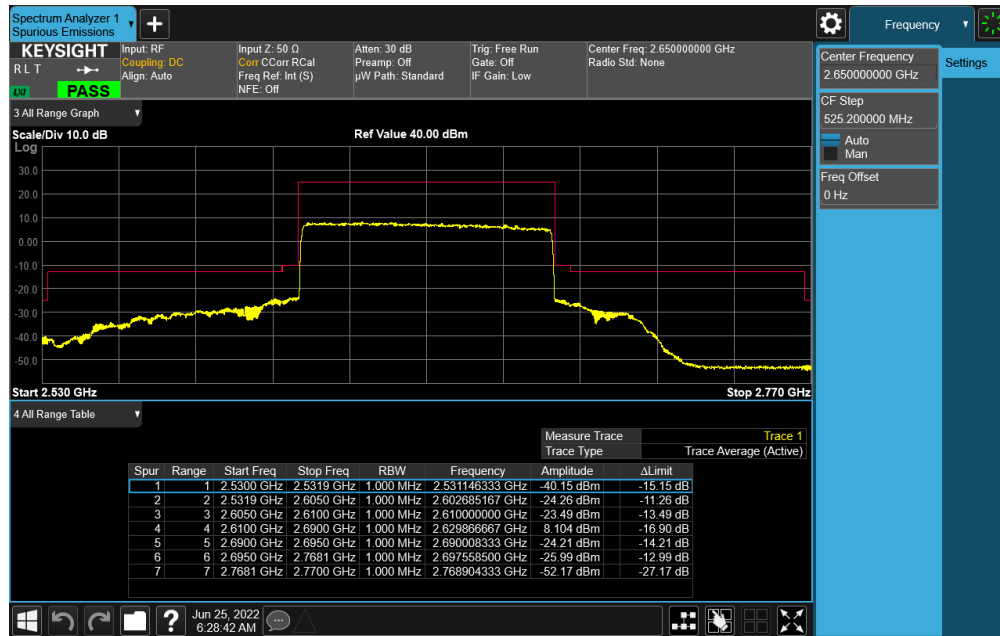 Spectrum Analyzer 1
Spurious Emissions
Frequency
KEYSIGHT
R L T
LXI
PASS
Input: RF
Coupling: DC
Align: Auto
Input Z: 50 Ω
Corr CCorr RCal
Freq Ref: Int (S)
NFE: Off
Atten: 30 dB
Preamp: Off
µW Path: Standard
Trig: Free Run
Gate: Off
IF Gain: Low
Center Freq: 2.650000000 GHz
Radio Std: None
Center Frequency
2.650000000 GHz
Settings
CF Step
525.200000 MHz
Auto
Man
Freq Offset
0 Hz
3 All Range Graph
Scale/Div 10.0 dB
Ref Value 40.00 dBm
Log
30.0
20.0
10.0
0.00
-10.0
-20.0
-30.0
-40.0
-50.0
Start 2.530 GHz
Stop 2.770 GHz
4 All Range Table
Measure Trace Trace 1
Trace Type Trace Average (Active)
Spur Range Start Freq Stop Freq RBW Frequency Amplitude ΔLimit
1 1 2.5300 GHz 2.5319 GHz 1.000 MHz 2.531146333 GHz -40.15 dBm -15.15 dB
2 2 2.5319 GHz 2.6050 GHz 1.000 MHz 2.602685167 GHz -24.26 dBm -11.26 dB
3 3 2.6050 GHz 2.6100 GHz 1.000 MHz 2.610000000 GHz -23.49 dBm -13.49 dB
4 4 2.6100 GHz 2.6900 GHz 1.000 MHz 2.629866667 GHz 8.104 dBm -16.90 dB
5 5 2.6900 GHz 2.6950 GHz 1.000 MHz 2.690008333 GHz -24.21 dBm -14.21 dB
6 6 2.6950 GHz 2.7681 GHz 1.000 MHz 2.697558500 GHz -25.99 dBm -12.99 dB
7 7 2.7681 GHz 2.7700 GHz 1.000 MHz 2.768904333 GHz -52.17 dBm -27.17 dB
Jun 25, 2022
6:28:42 AM